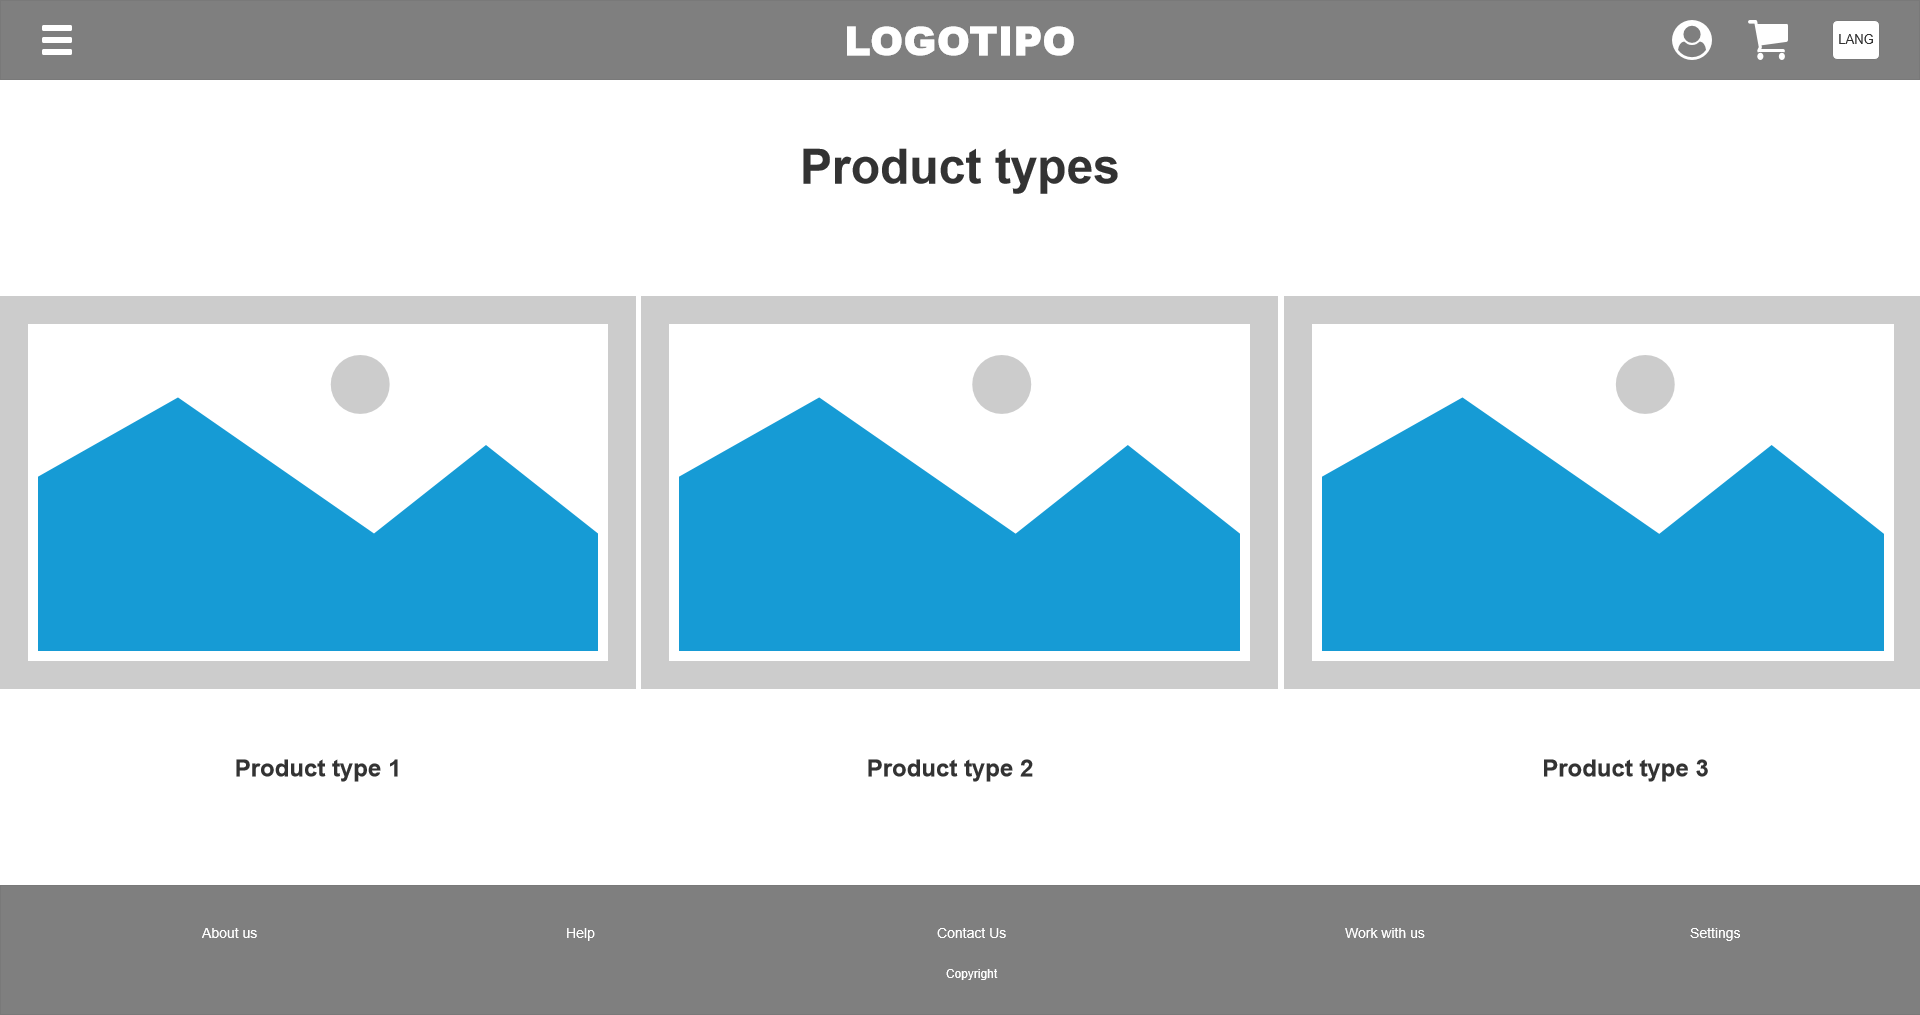 LOGOTIPO
LANG
Product types
Product type 1
Product type 2
Product type 3
About us
Help
Contact Us
Work with us
Settings
Copyright